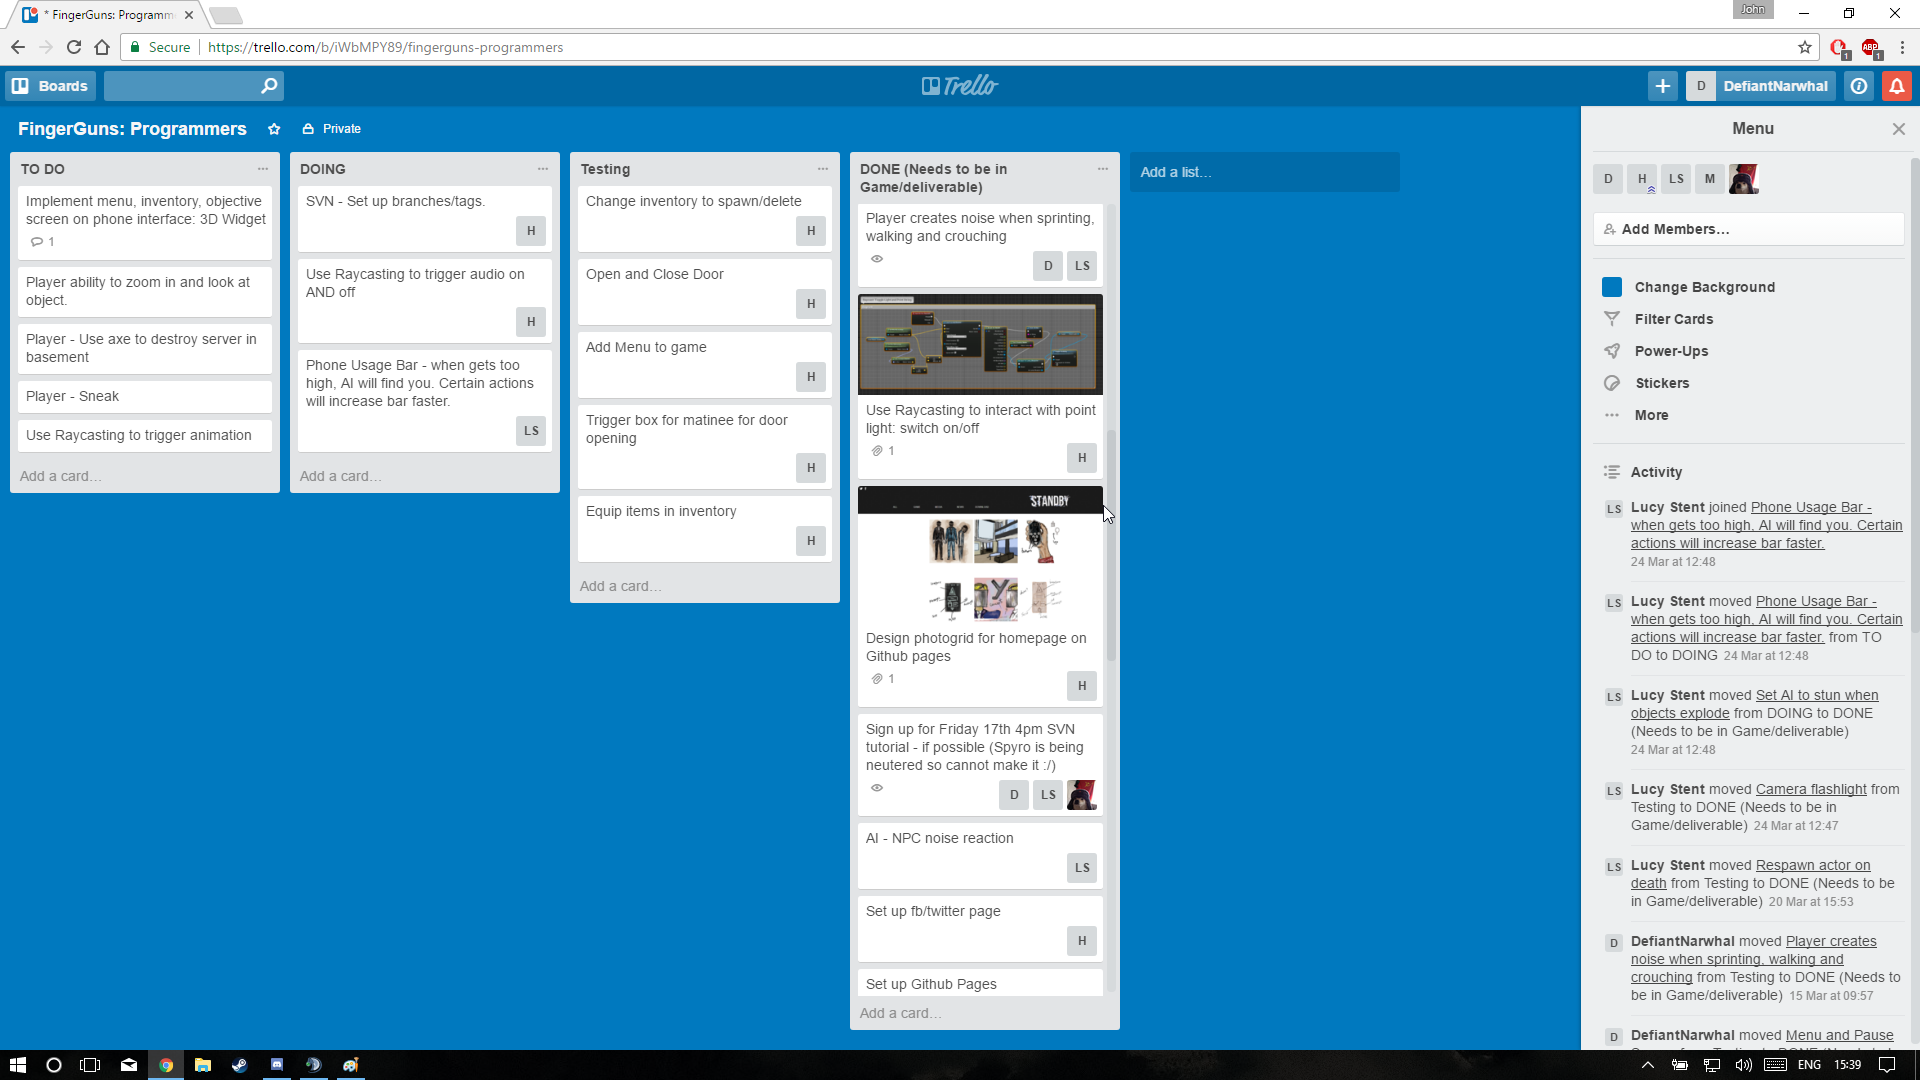 * FingerGuns: Programm
John
Secure
https://trello.com/b/iWbMPY89/fingerguns-programmers
1
ABP
1
Boards
Trello
D
DefiantNarwhal
FingerGuns: Programmers
Private
TO DO
Implement menu, inventory, objective
screen on phone interface: 3D Widget
1
Player ability to zoom in and look at
object.
Player - Use axe to destroy server in
basement
Player - Sneak
Use Raycasting to trigger animation
Add a card…
DOING
SVN - Set up branches/tags.
H
Use Raycasting to trigger audio on
AND off
H
Phone Usage Bar - when gets too
high, AI will find you. Certain actions
will increase bar faster.
LS
Add a card…
Testing
Change inventory to spawn/delete
H
Open and Close Door
H
Add Menu to game
H
Trigger box for matinee for door
opening
H
Equip items in inventory
H
Add a card…
DONE (Needs to be in
Game/deliverable)
Player creates noise when sprinting,
walking and crouching
D LS
Use Raycasting to interact with point
light: switch on/off
1
H
STANDBY
Design photogrid for homepage on
Github pages
1
H
Sign up for Friday 17th 4pm SVN
tutorial - if possible (Spyro is being
neutered so cannot make it :/)
D LS
AI - NPC noise reaction
LS
Set up fb/twitter page
H
Set up Github Pages
Add a card…
Add a list…
Menu
D H LS M
Add Members…
Change Background
Filter Cards
Power-Ups
Stickers
More
Activity
LS
Lucy Stent joined Phone Usage Bar -
when gets too high, AI will find you. Certain
actions will increase bar faster.
24 Mar at 12:48
LS
Lucy Stent moved Phone Usage Bar -
when gets too high, AI will find you. Certain
actions will increase bar faster. from TO
DO to DOING 24 Mar at 12:48
LS
Lucy Stent moved Set AI to stun when
objects explode from DOING to DONE
(Needs to be in Game/deliverable)
24 Mar at 12:48
LS
Lucy Stent moved Camera flashlight from
Testing to DONE (Needs to be in
Game/deliverable) 24 Mar at 12:47
LS
Lucy Stent moved Respawn actor on
death from Testing to DONE (Needs to be
in Game/deliverable) 20 Mar at 15:53
D
DefiantNarwhal moved Player creates
noise when sprinting, walking and
crouching from Testing to DONE (Needs to
be in Game/deliverable) 15 Mar at 09:57
D
DefiantNarwhal moved Menu and Pause
ENG
15:39